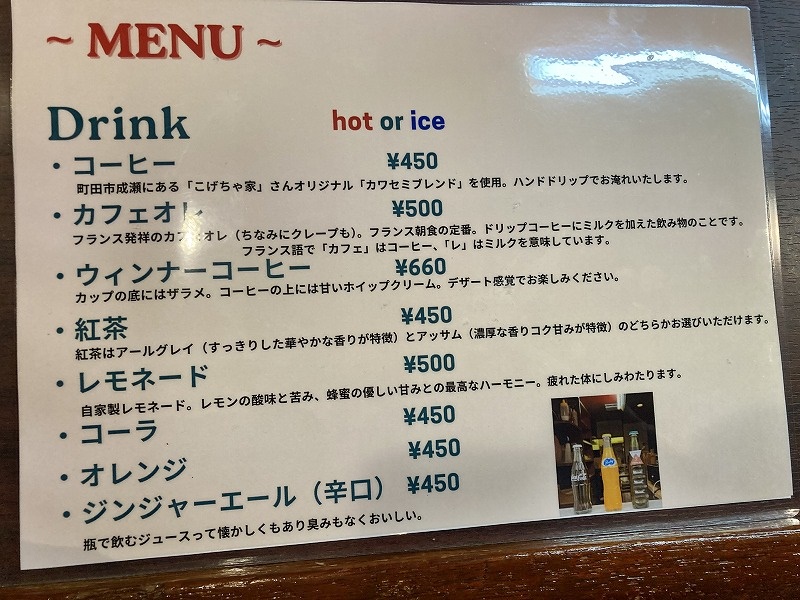 ~ MENU ~
Drink hot or ice
・コーヒー ¥450
町田市成瀬にある「こげちゃ家」さんオリジナル「カワセミブレンド」を使用。ハンドドリップでお淹れいたします。
・カフェオレ ¥500
フランス発祥のカフェオレ（ちなみにクレープも）。フランス朝食の定番。ドリップコーヒーにミルクを加えた飲み物のことです。
フランス語で「カフェ」はコーヒー、「レ」はミルクを意味しています。
・ウィンナーコーヒー ¥660
カップの底にはザラメ。コーヒーの上には甘いホイップクリーム。デザート感覚でお楽しみください。
・紅茶 ¥450
紅茶はアールグレイ（すっきりした華やかな香りが特徴）とアッサム（濃厚な香りコク甘みが特徴）のどちらかお選びいただけます。
・レモネード ¥500
自家製レモネード。レモンの酸味と苦み、蜂蜜の優しい甘みとの最高なハーモニー。疲れた体にしみわたります。
・コーラ ¥450
・オレンジ ¥450
・ジンジャーエール（辛口） ¥450
瓶で飲むジュースって懐かしくもあり臭みもなくおいしい。